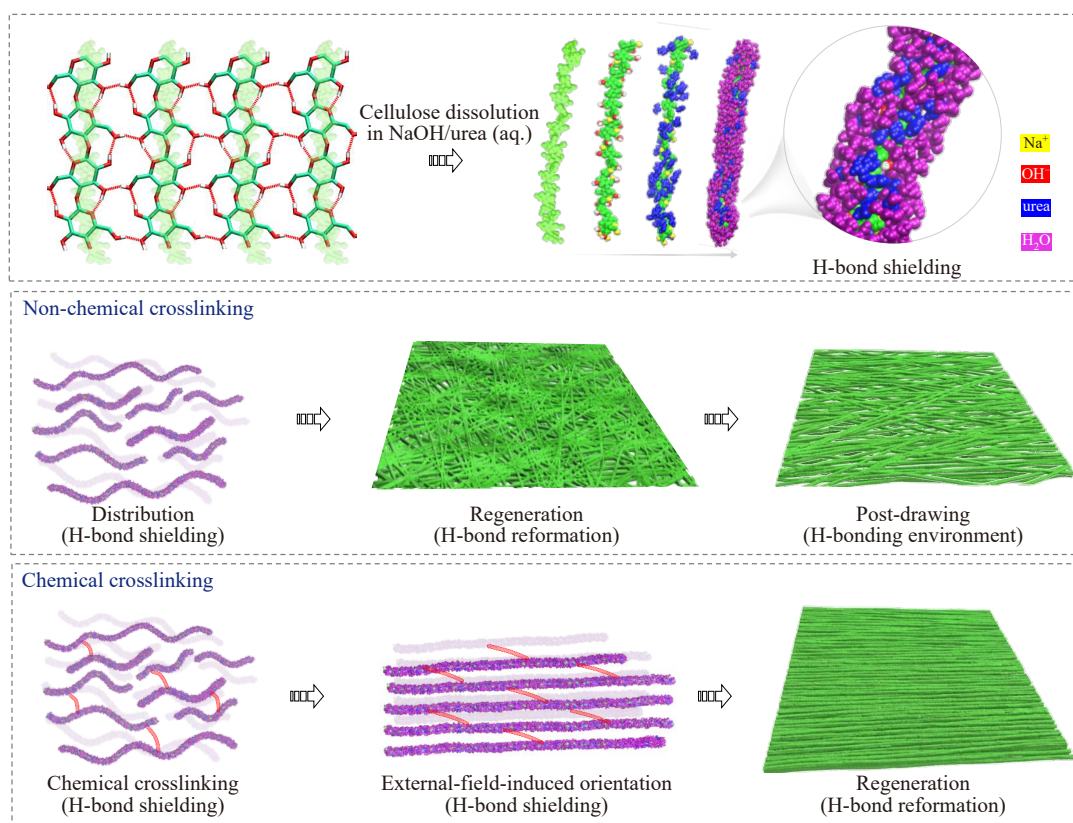 Cellulose dissolution
in NaOH/urea (aq.)
Na⁺
OH⁻
urea
H₂O
H-bond shielding
Non-chemical crosslinking
Distribution
(H-bond shielding)
Regeneration
(H-bond reformation)
Post-drawing
(H-bonding environment)
Chemical crosslinking
Chemical crosslinking
(H-bond shielding)
External-field-induced orientation
(H-bond shielding)
Regeneration
(H-bond reformation)